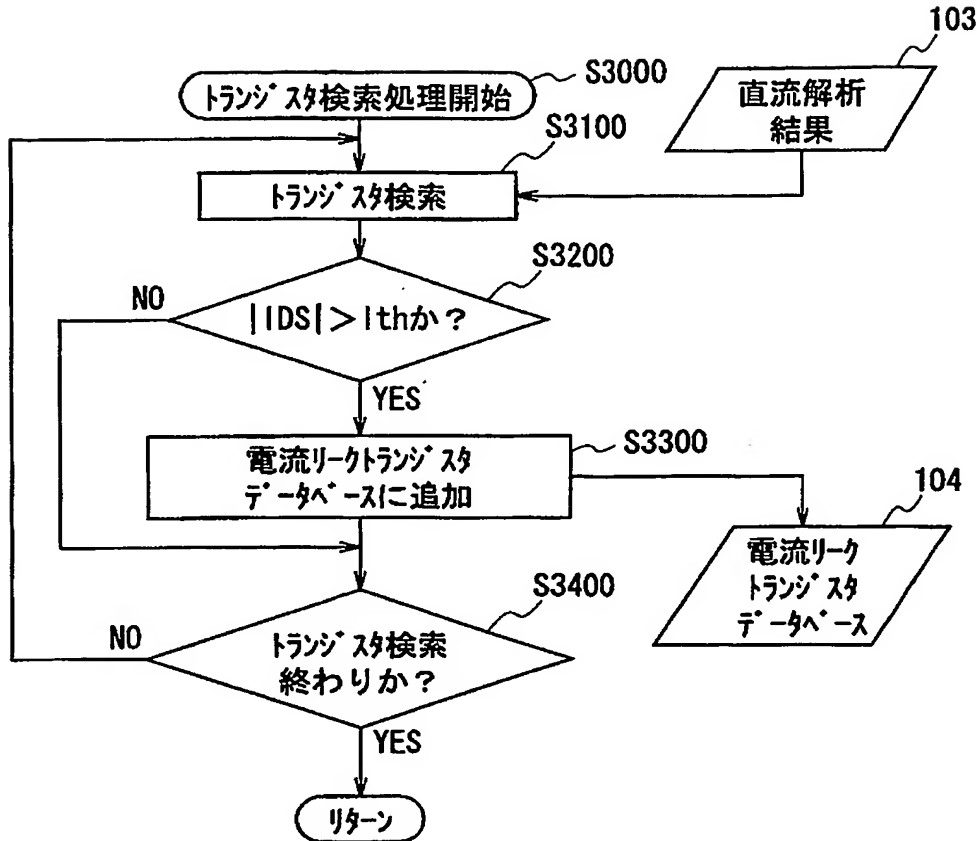 103
S3000
トランジスタ検索処理開始
直流解析
結果
S3100
トランジスタ検索
S3200
NO
|IDS|>Ithか?
YES
S3300
電流リークトランジスタ
データベースに追加
104
電流リーク
トランジスタ
データベース
S3400
NO
トランジスタ検索
終わりか?
YES
リターン